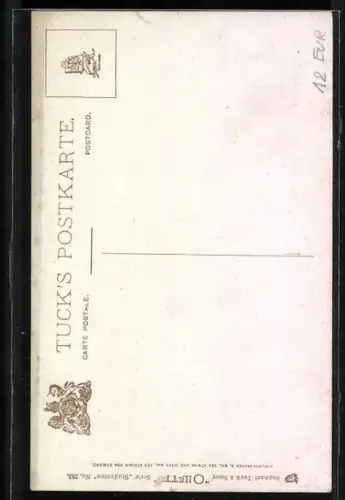 TUCK'S POSTKARTE.
CARTE POSTALE.
POSTCARD.
12 EUR
Raphael Tuck & Sons' "OILETTE" Serie "Studenten" No. 283.